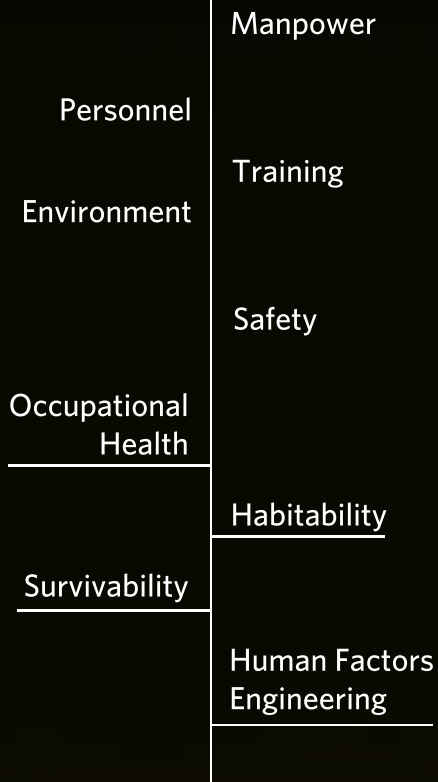 Manpower
Personnel
Training
Environment
Safety
Occupational
Health
Habitability
Survivability
Human Factors
Engineering